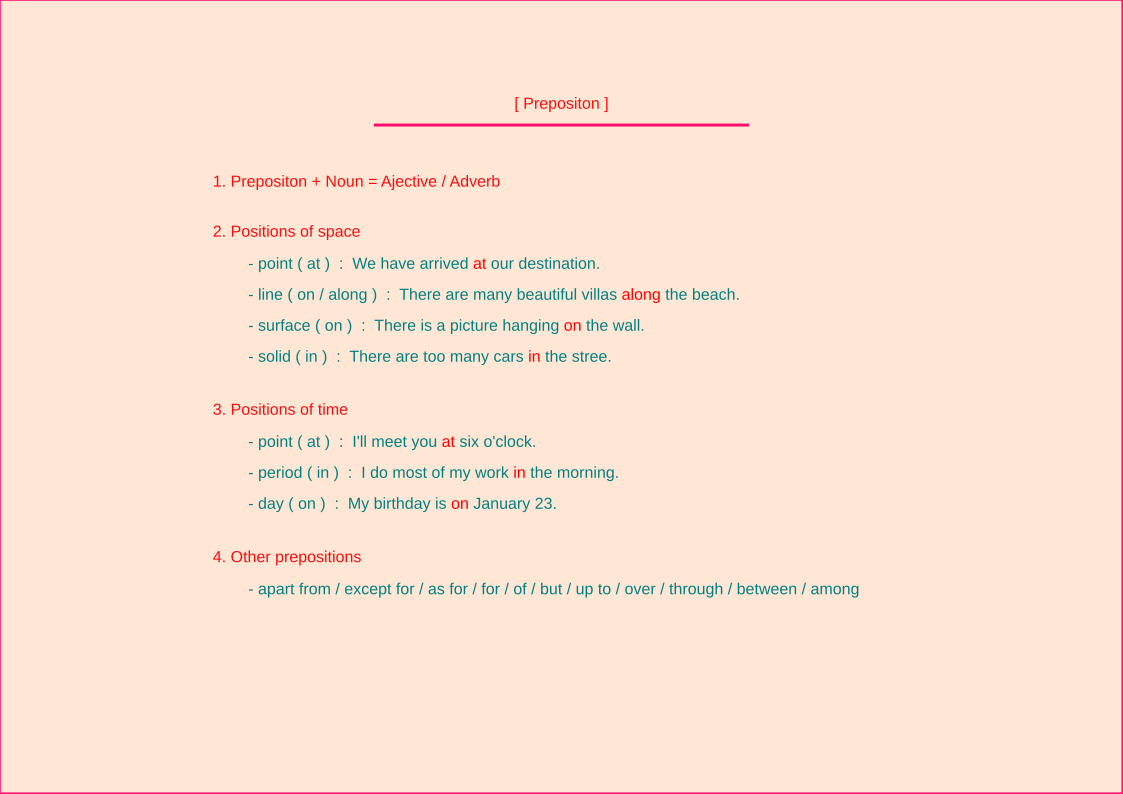 [ Prepositon ]
1. Prepositon + Noun = Ajective / Adverb
2. Positions of space
- point ( at )  :  We have arrived at our destination.
- line ( on / along )  :  There are many beautiful villas along the beach.
- surface ( on )  :  There is a picture hanging on the wall.
- solid ( in )  :  There are too many cars in the stree.
3. Positions of time
- point ( at )  :  I'll meet you at six o'clock.
- period ( in )  :  I do most of my work in the morning.
- day ( on )  :  My birthday is on January 23.
4. Other prepositions
- apart from / except for / as for / for / of / but / up to / over / through / between / among